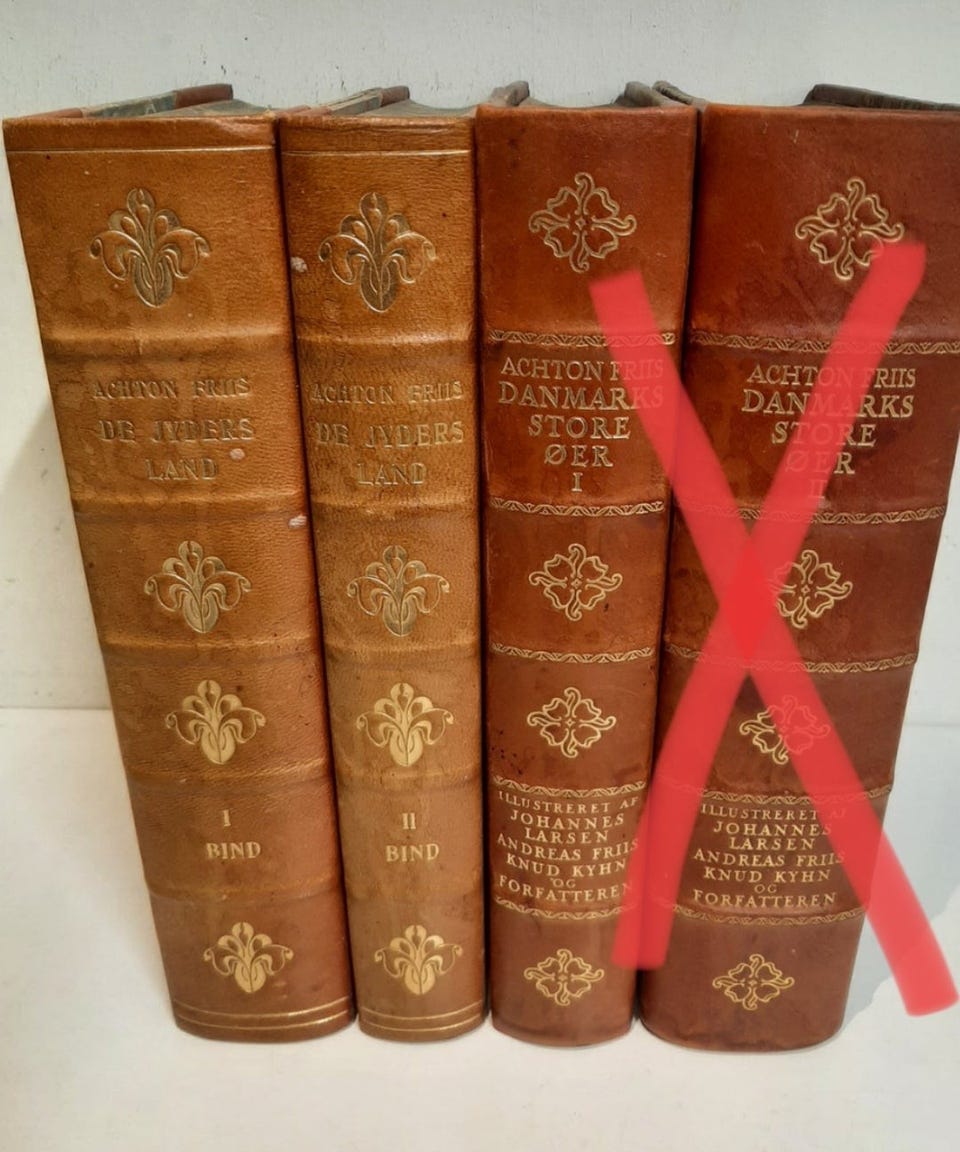 ACHTON FRIIS
DE JYDERS
LAND
I
BIND
ACHTON FRIIS
DE JYDERS
LAND
II
BIND
ACHTON FRIIS
DANMARKS
STORE
ØER
I
ILLUSTRERET AF
JOHANNES
LARSEN
ANDREAS FRIIS
KNUD KYHN
OG
FORFATTEREN
ACHTON FRIIS
DANMARKS
STORE
ØER
II
ILLUSTRERET AF
JOHANNES
LARSEN
ANDREAS FRIIS
KNUD KYHN
OG
FORFATTEREN